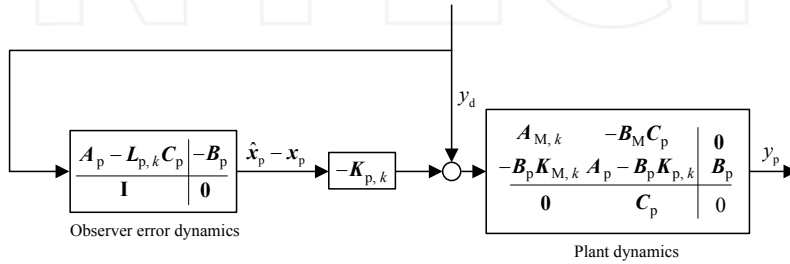 y_d
A_{M, k} −B_M C_p 0
−B_p K_{M, k} A_p − B_p K_{p, k} B_p
0 C_p 0
y_p
A_p − L_{p, k} C_p −B_p
I 0
x̂_p − x_p
−K_{p, k}
Observer error dynamics
Plant dynamics